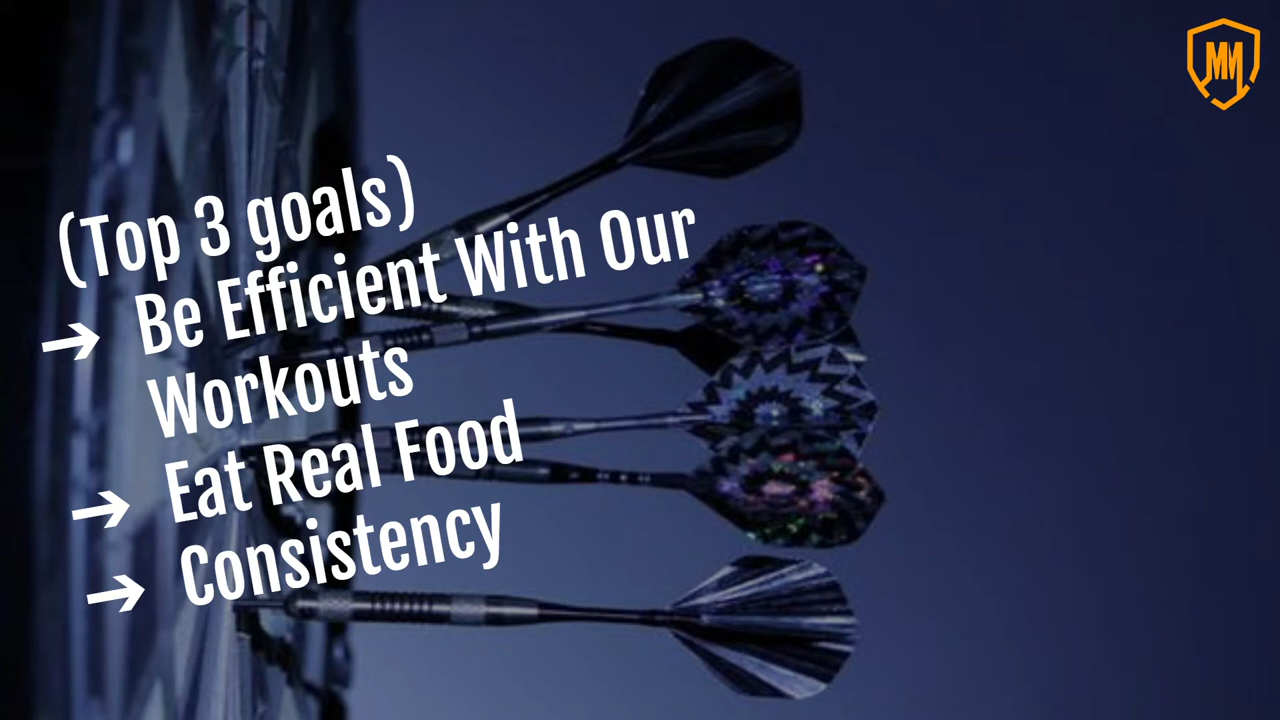 (Top 3 goals)
➔ Be Efficient With Our
Workouts
➔ Eat Real Food
➔ Consistency
MM